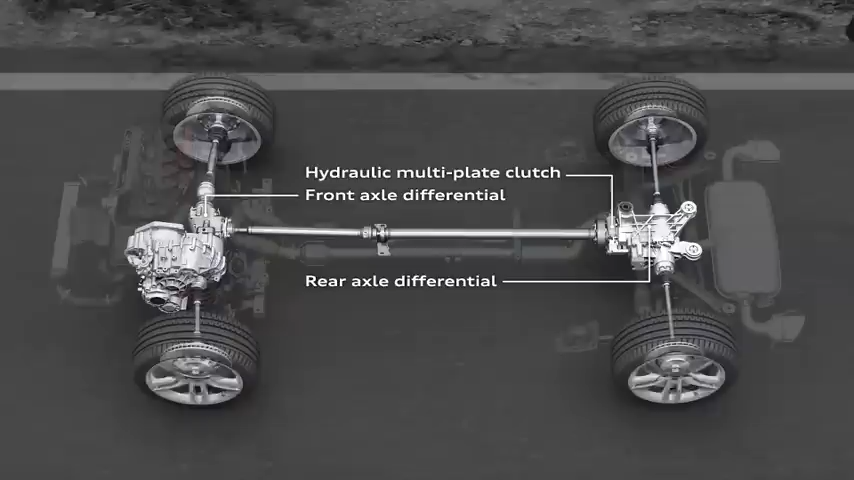 Hydraulic multi-plate clutch
Front axle differential
Rear axle differential